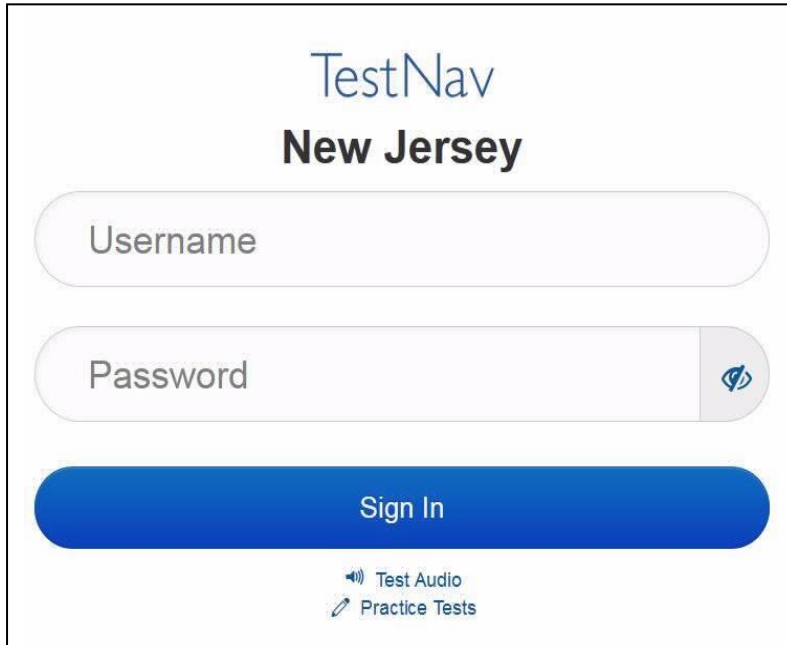 TestNav
New Jersey
Username
Password
Sign In
Test Audio
Practice Tests